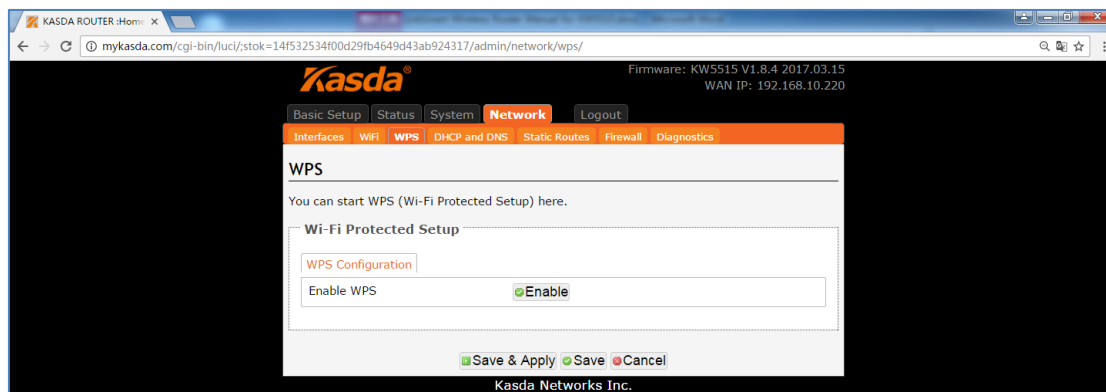 KASDA ROUTER :Home
mykasda.com/cgi-bin/luci/;stok=14f532534f00d29fb4649d43ab924317/admin/network/wps/
Kasda®
Firmware: KW5515 V1.8.4 2017.03.15
WAN IP: 192.168.10.220
Basic Setup Status System Network Logout
Interfaces WiFi WPS DHCP and DNS Static Routes Firewall Diagnostics
WPS
You can start WPS (Wi-Fi Protected Setup) here.
Wi-Fi Protected Setup
WPS Configuration
Enable WPS Enable
Save & Apply Save Cancel
Kasda Networks Inc.